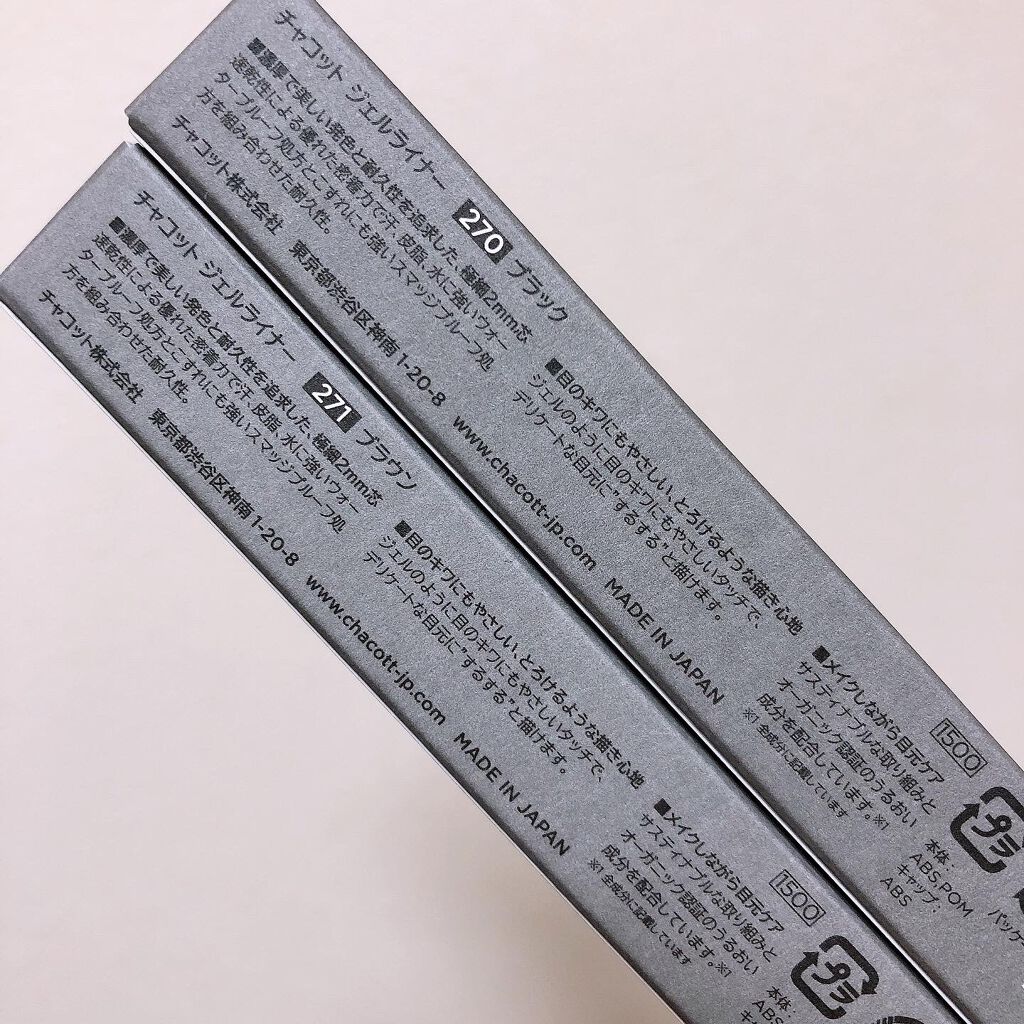 チャコット ジェルライナー 270 ブラック
■濃厚で美しい発色と耐久性を追求した、極細2mm芯
速乾性による優れた密着力で汗、皮脂、水に強いウォー
タープルーフ処方とこすれにも強いスマッジプルーフ処
方を組み合わせた耐久性。
■目のキワにもやさしい、とろけるような描き心地
ジェルのように目のキワにもやさしいタッチで、
デリケートな目元に"するする"と描けます。
■メイクしながら目元ケア
サスティナブルな取り組みと
オーガニック認証のうるおい
成分を配合しています。※1
※1 全成分に記載しています
チャコット株式会社 東京都渋谷区神南1-20-8 www.chacott-jp.com MADE IN JAPAN
1500
プラ
本体:
ABS,POM
キャップ:
ABS
パッケー
チャコット ジェルライナー 271 ブラウン
■濃厚で美しい発色と耐久性を追求した、極細2mm芯
速乾性による優れた密着力で汗、皮脂、水に強いウォー
タープルーフ処方とこすれにも強いスマッジプルーフ処
方を組み合わせた耐久性。
■目のキワにもやさしい、とろけるような描き心地
ジェルのように目のキワにもやさしいタッチで、
デリケートな目元に"するする"と描けます。
■メイクしながら目元ケア
サスティナブルな取り組みと
オーガニック認証のうるおい
成分を配合しています。※1
※1 全成分に記載しています
チャコット株式会社 東京都渋谷区神南1-20-8 www.chacott-jp.com MADE IN JAPAN
1500
プラ
本体:
ABS
キャ